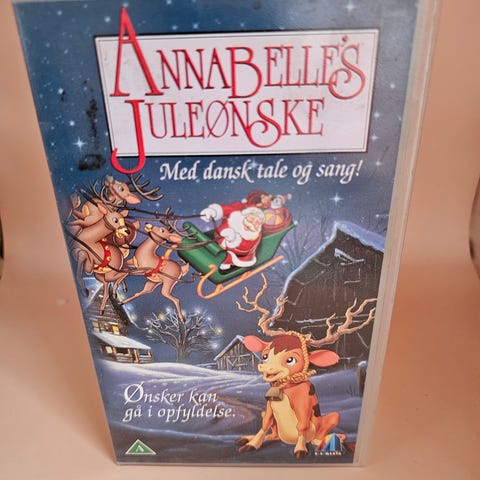 ANNABELLE'S
JULEØNSKE
Med dansk tale og sang!
Ønsker kan
gå i opfyldelse.
A